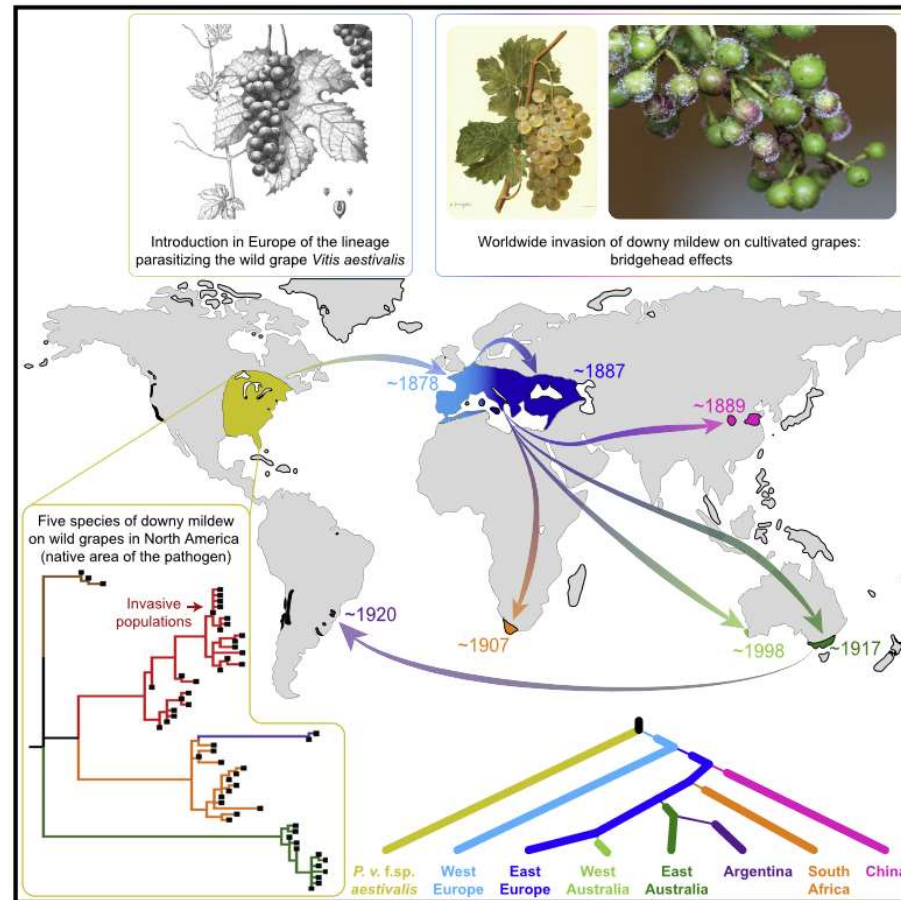 Introduction in Europe of the lineage
parasitizing the wild grape Vitis aestivalis
Worldwide invasion of downy mildew on cultivated grapes:
bridgehead effects
~1878
~1887
~1889
Five species of downy mildew
on wild grapes in North America
(native area of the pathogen)
Invasive
populations
~1920
~1907
~1998
~1917
P. v. f.sp.
aestivalis
West
Europe
East
Europe
West
Australia
East
Australia
Argentina
South
Africa
China